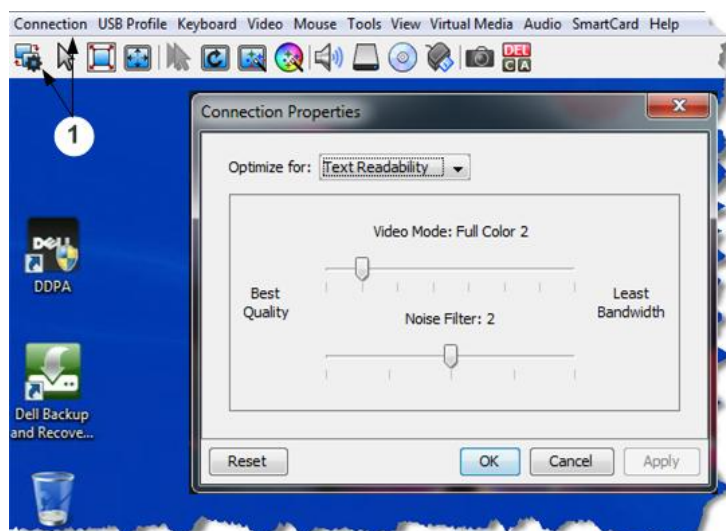 Connection USB Profile Keyboard Video Mouse Tools View Virtual Media Audio SmartCard Help
DEL
C A
1
Connection Properties
Optimize for: Text Readability
Video Mode: Full Color 2
Best
Quality
Least
Bandwidth
Noise Filter: 2
Reset OK Cancel Apply
DELL
DDPA
Dell Backup
and Recove...